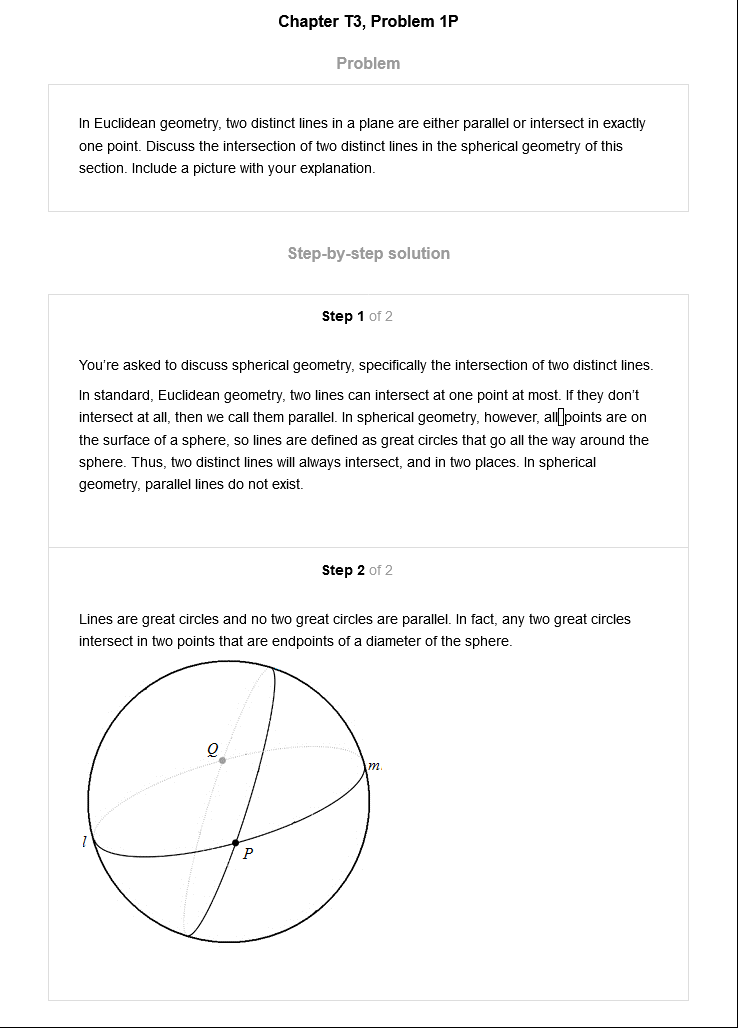 Chapter T3, Problem 1P
Problem
In Euclidean geometry, two distinct lines in a plane are either parallel or intersect in exactly
one point. Discuss the intersection of two distinct lines in the spherical geometry of this
section. Include a picture with your explanation.
Step-by-step solution
Step 1 of 2
You're asked to discuss spherical geometry, specifically the intersection of two distinct lines.
In standard, Euclidean geometry, two lines can intersect at one point at most. If they don't
intersect at all, then we call them parallel. In spherical geometry, however, all▯points are on
the surface of a sphere, so lines are defined as great circles that go all the way around the
sphere. Thus, two distinct lines will always intersect, and in two places. In spherical
geometry, parallel lines do not exist.
Step 2 of 2
Lines are great circles and no two great circles are parallel. In fact, any two great circles
intersect in two points that are endpoints of a diameter of the sphere.
Q
m.
l
P